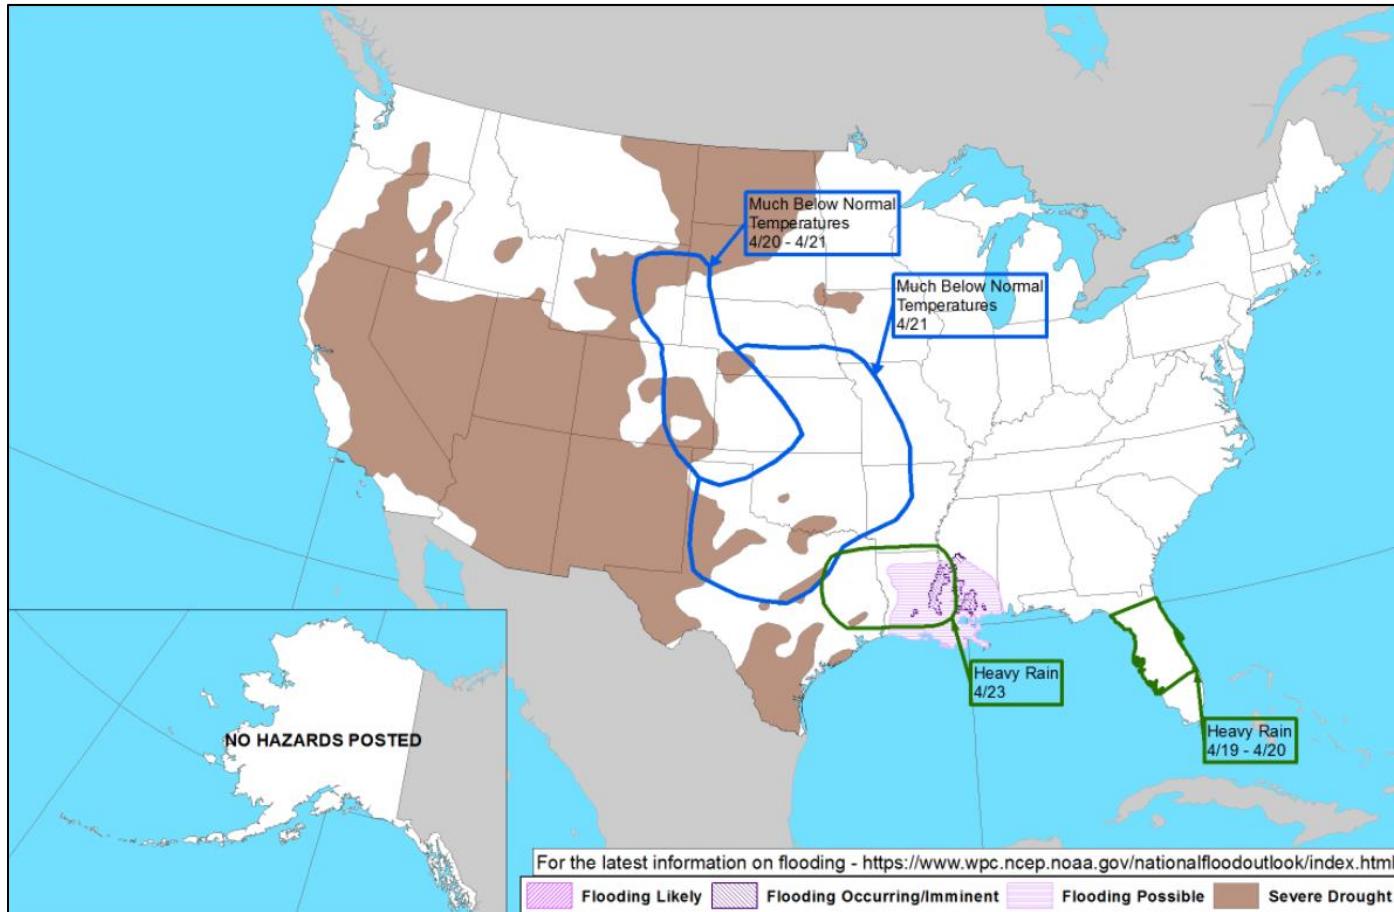 Much Below Normal
Temperatures
4/20 - 4/21
Much Below Normal
Temperatures
4/21
Heavy Rain
4/23
Heavy Rain
4/19 - 4/20
NO HAZARDS POSTED
For the latest information on flooding - https://www.wpc.ncep.noaa.gov/nationalfloodoutlook/index.html
Flooding Likely
Flooding Occurring/Imminent
Flooding Possible
Severe Drought